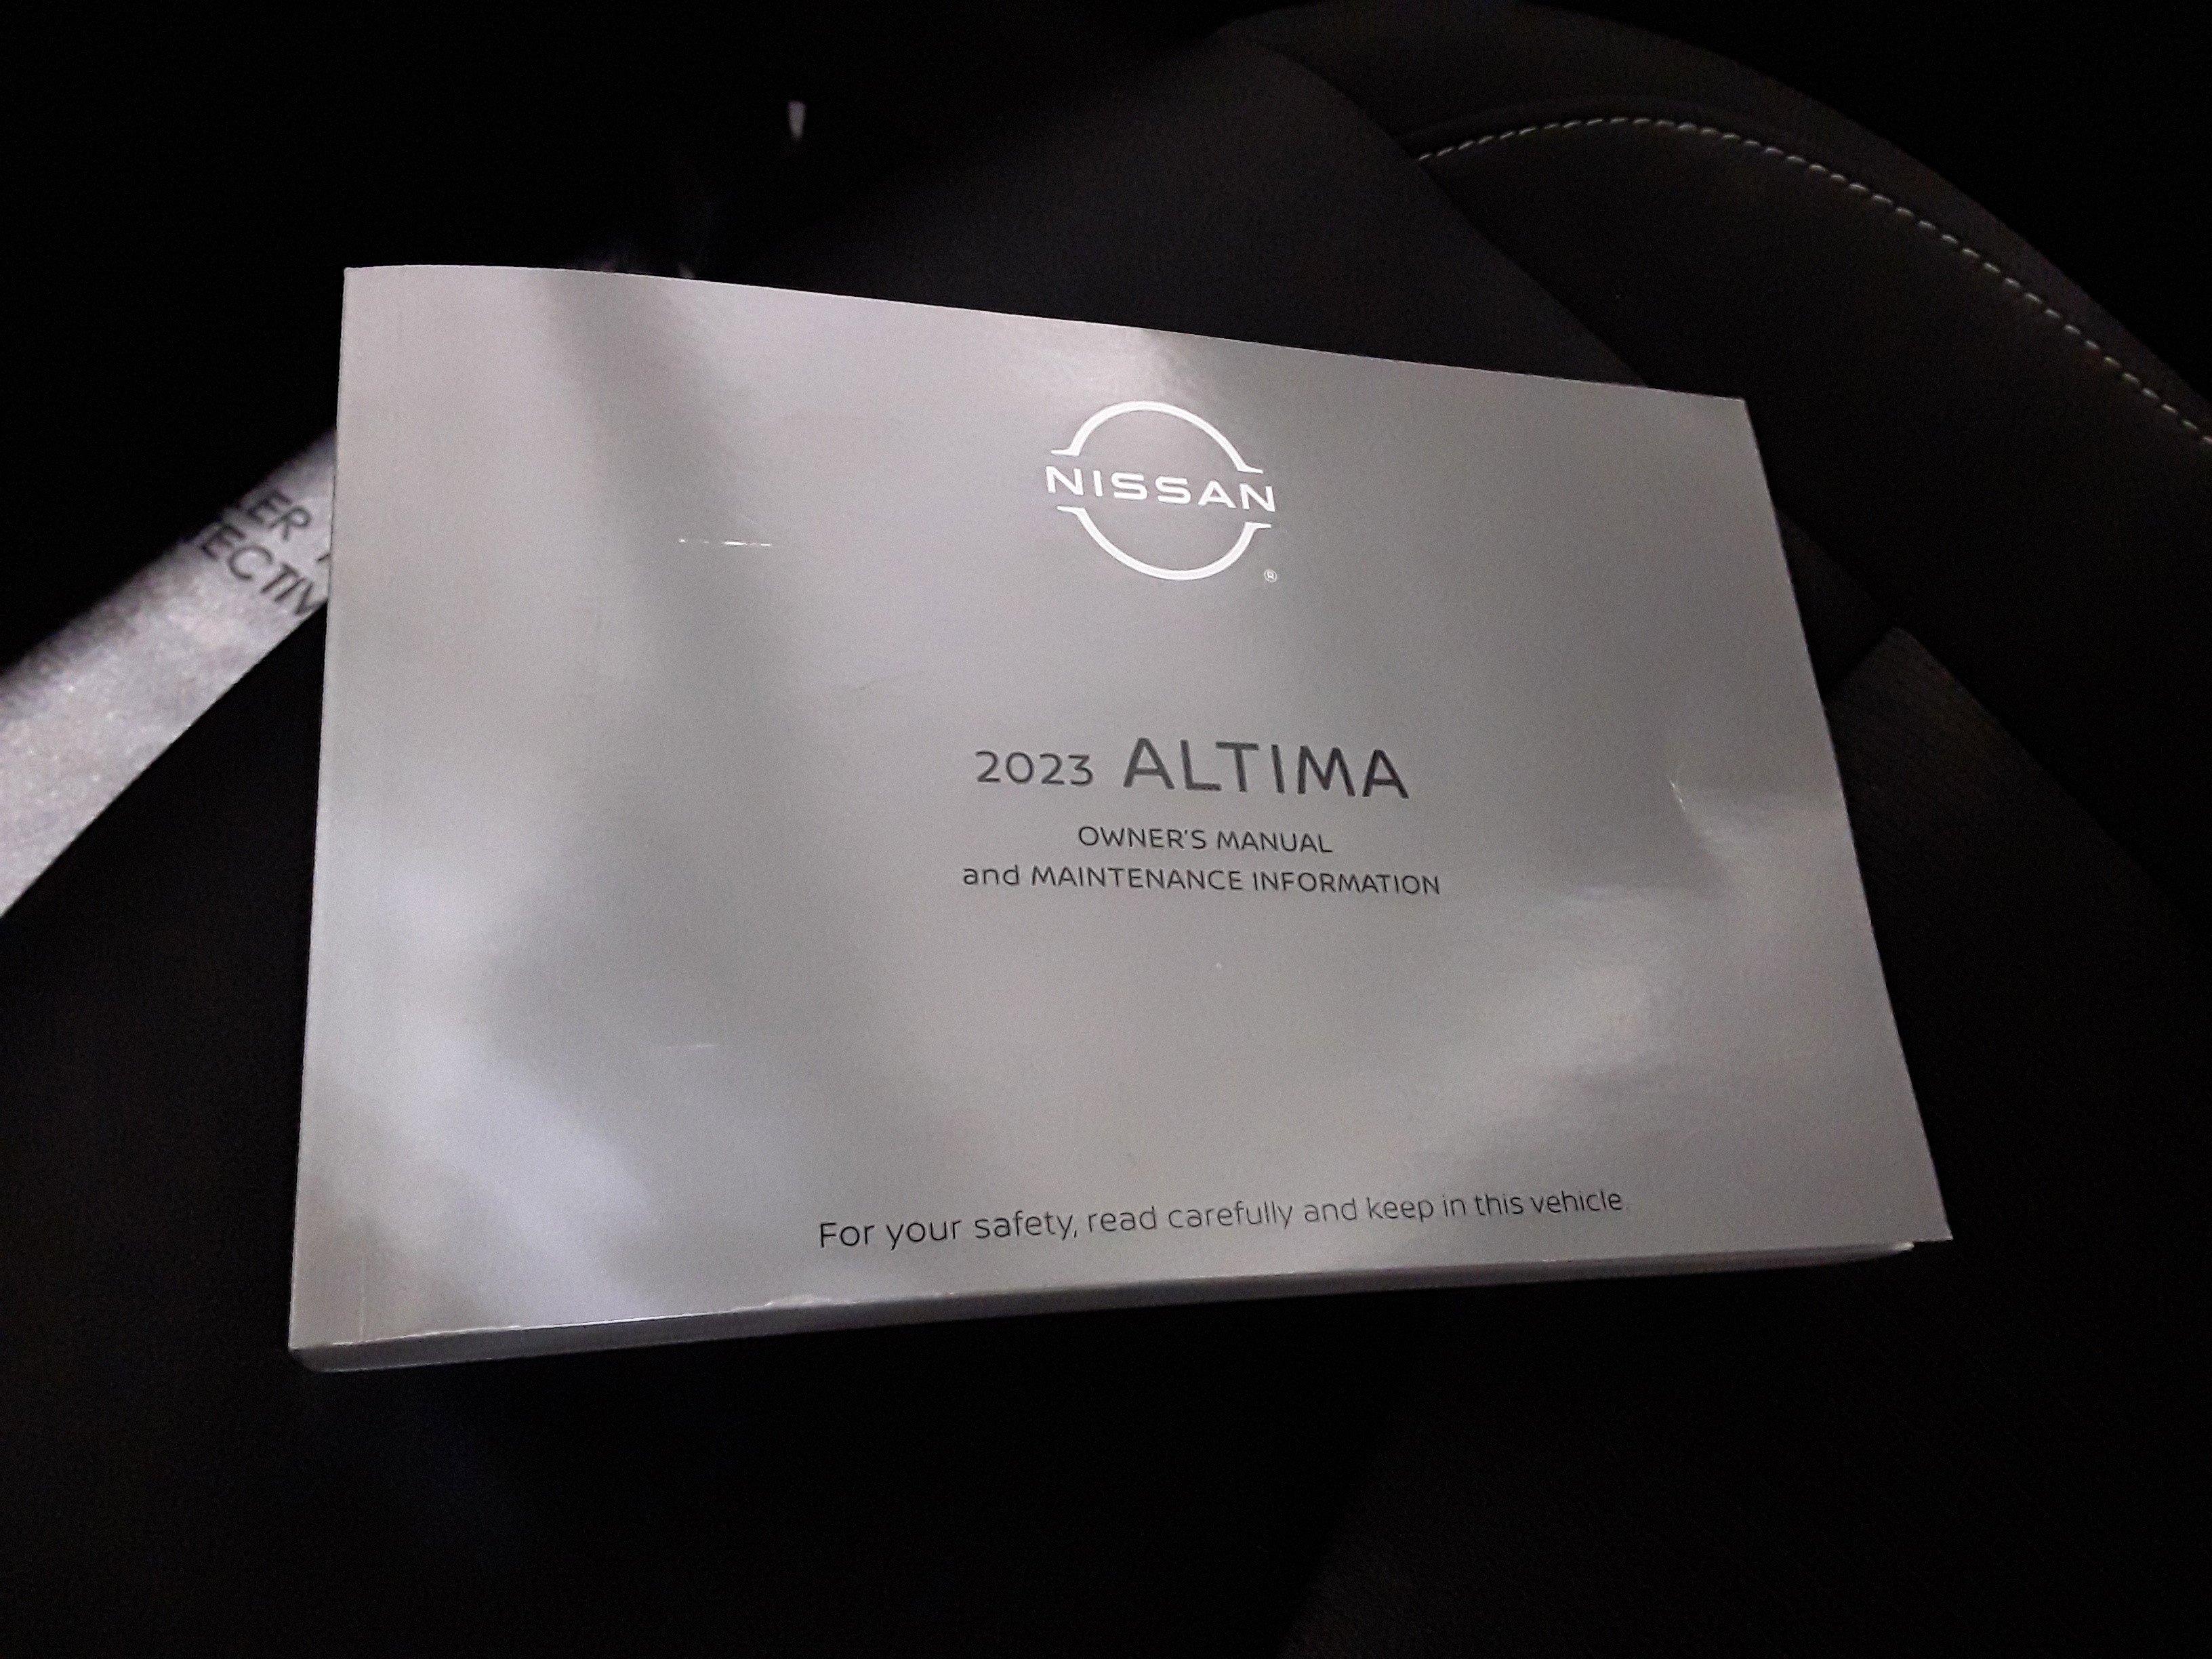 NISSAN
®
2023 ALTIMA
OWNER'S MANUAL
and MAINTENANCE INFORMATION
For your safety, read carefully and keep in this vehicle.